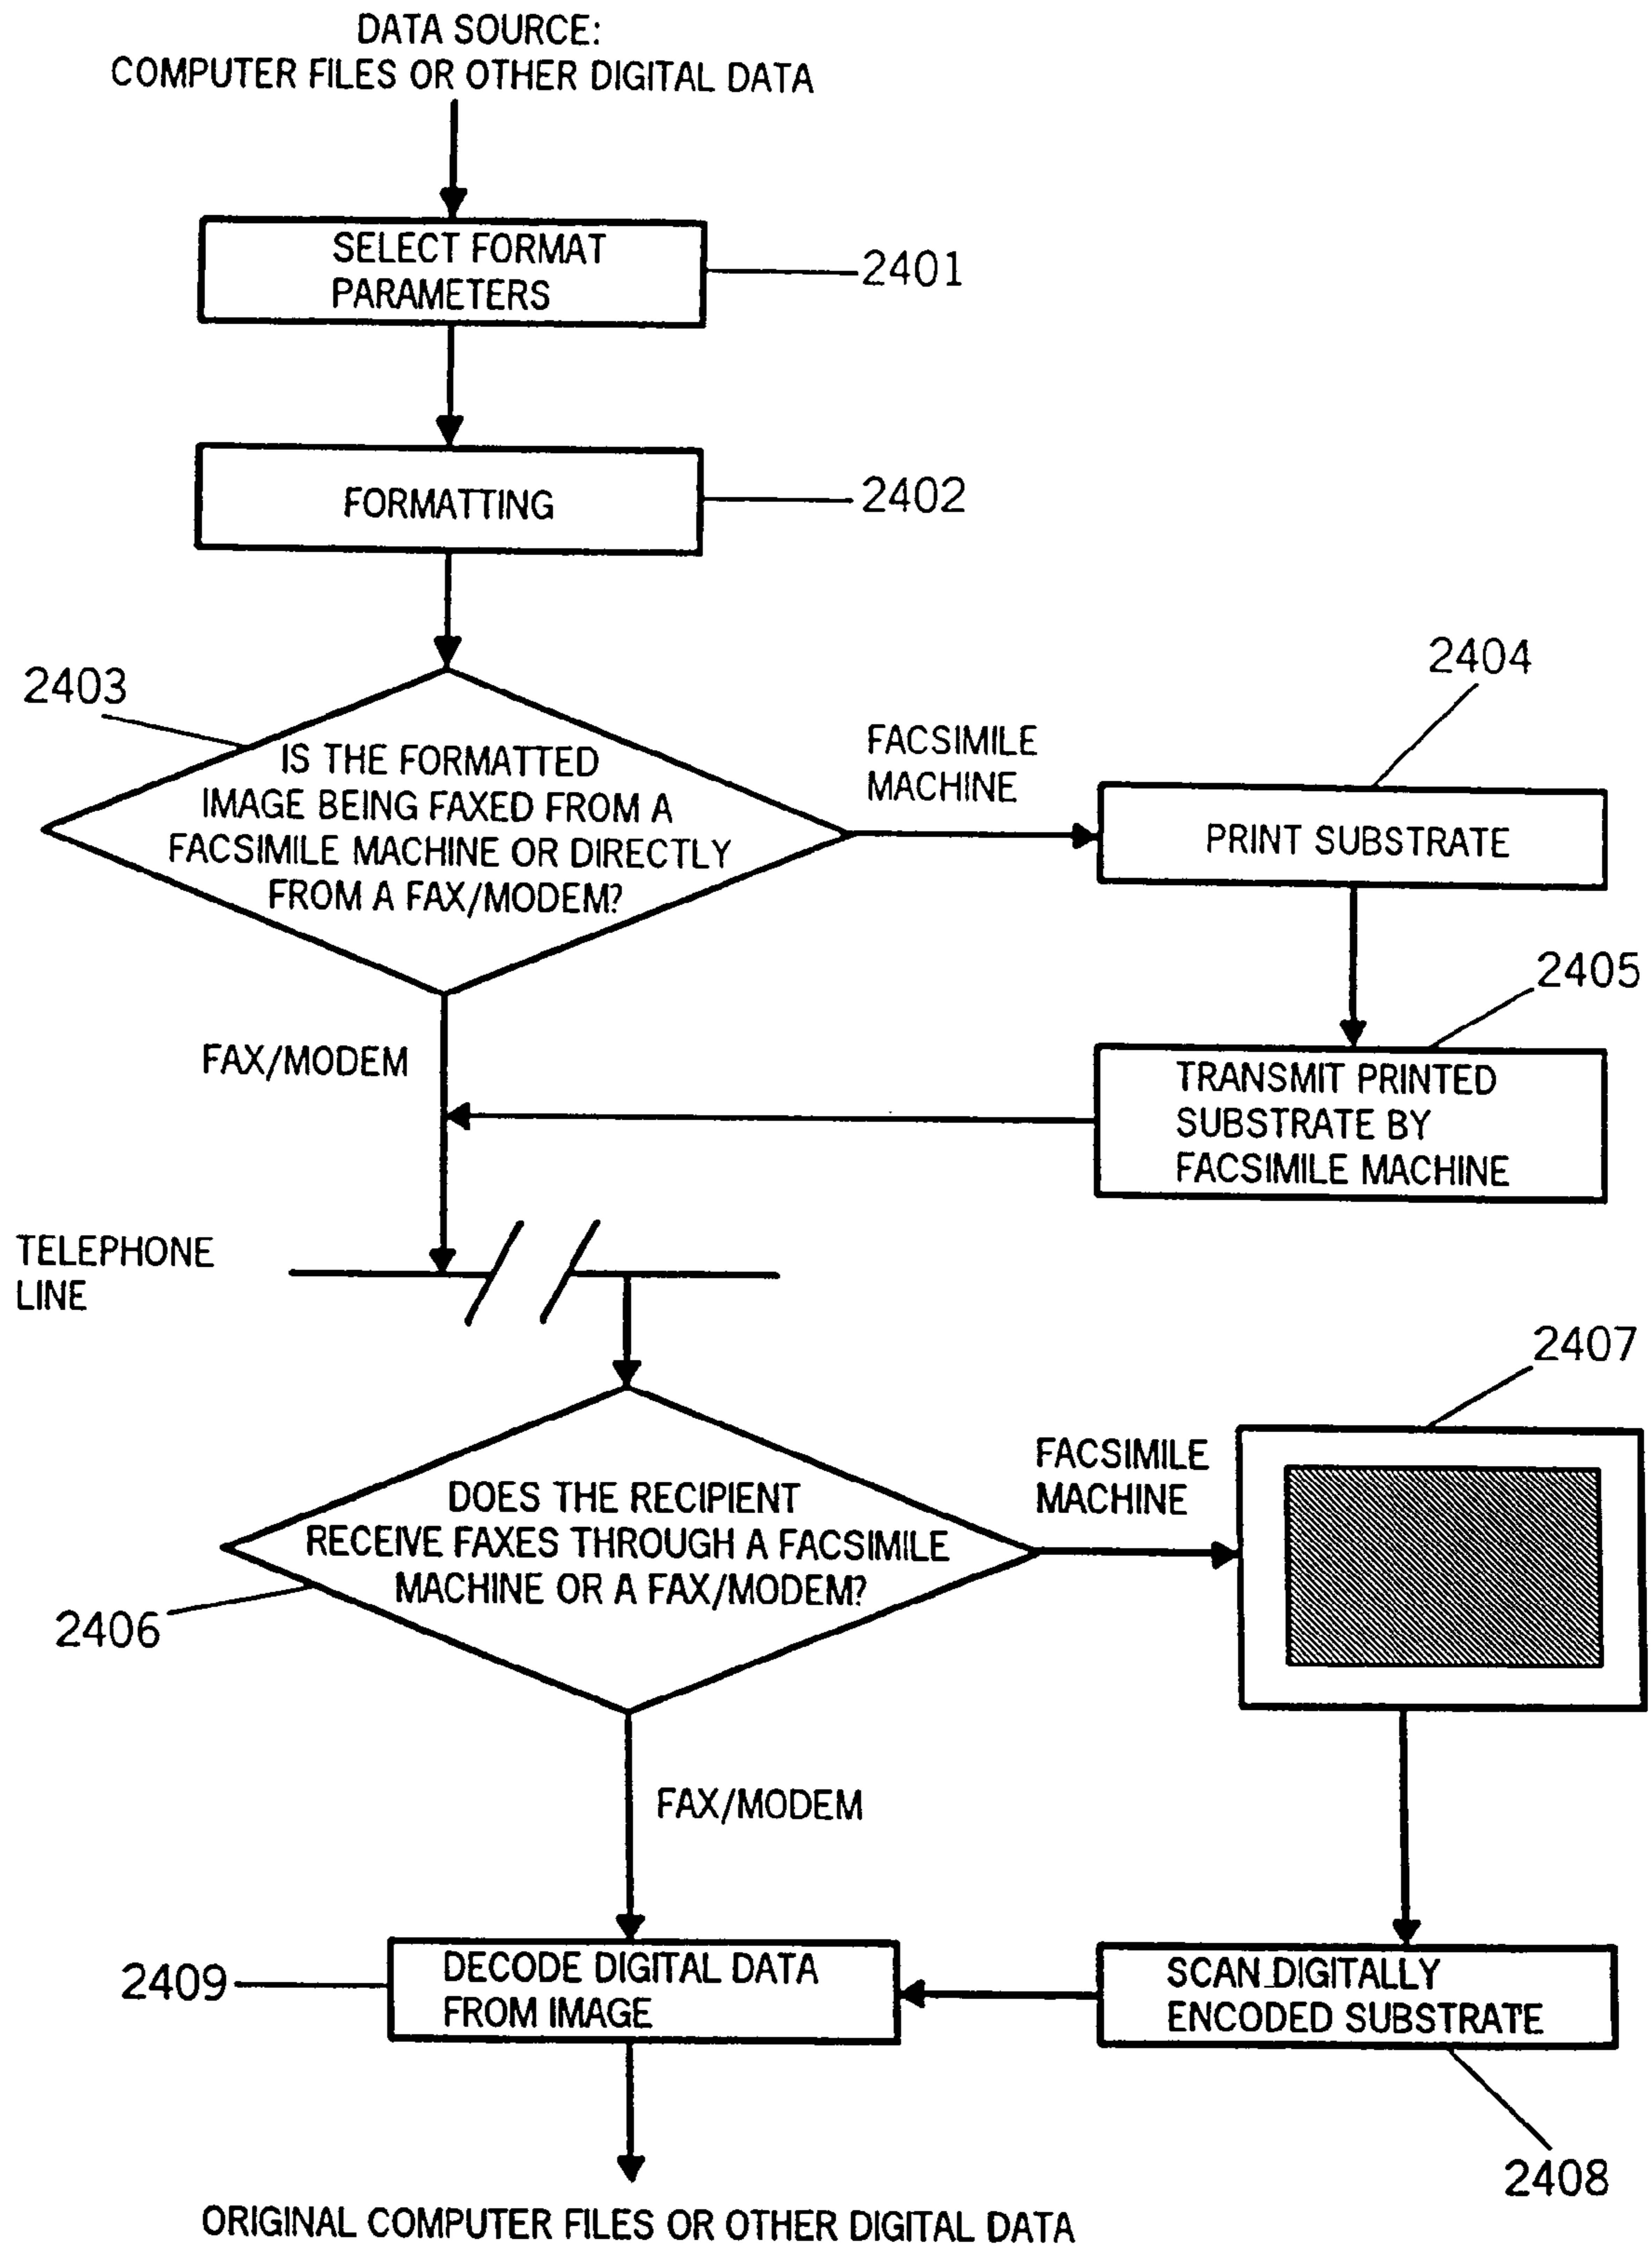 DATA SOURCE:
COMPUTER FILES OR OTHER DIGITAL DATA
SELECT FORMAT
PARAMETERS
2401
FORMATTING
2402
2403
IS THE FORMATTED
IMAGE BEING FAXED FROM A
FACSIMILE MACHINE OR DIRECTLY
FROM A FAX/MODEM?
FACSIMILE
MACHINE
2404
PRINT SUBSTRATE
2405
TRANSMIT PRINTED
SUBSTRATE BY
FACSIMILE MACHINE
FAX/MODEM
TELEPHONE
LINE
2406
DOES THE RECIPIENT
RECEIVE FAXES THROUGH A FACSIMILE
MACHINE OR A FAX/MODEM?
FACSIMILE
MACHINE
2407
FAX/MODEM
2409
DECODE DIGITAL DATA
FROM IMAGE
SCAN DIGITALLY
ENCODED SUBSTRATE
2408
ORIGINAL COMPUTER FILES OR OTHER DIGITAL DATA